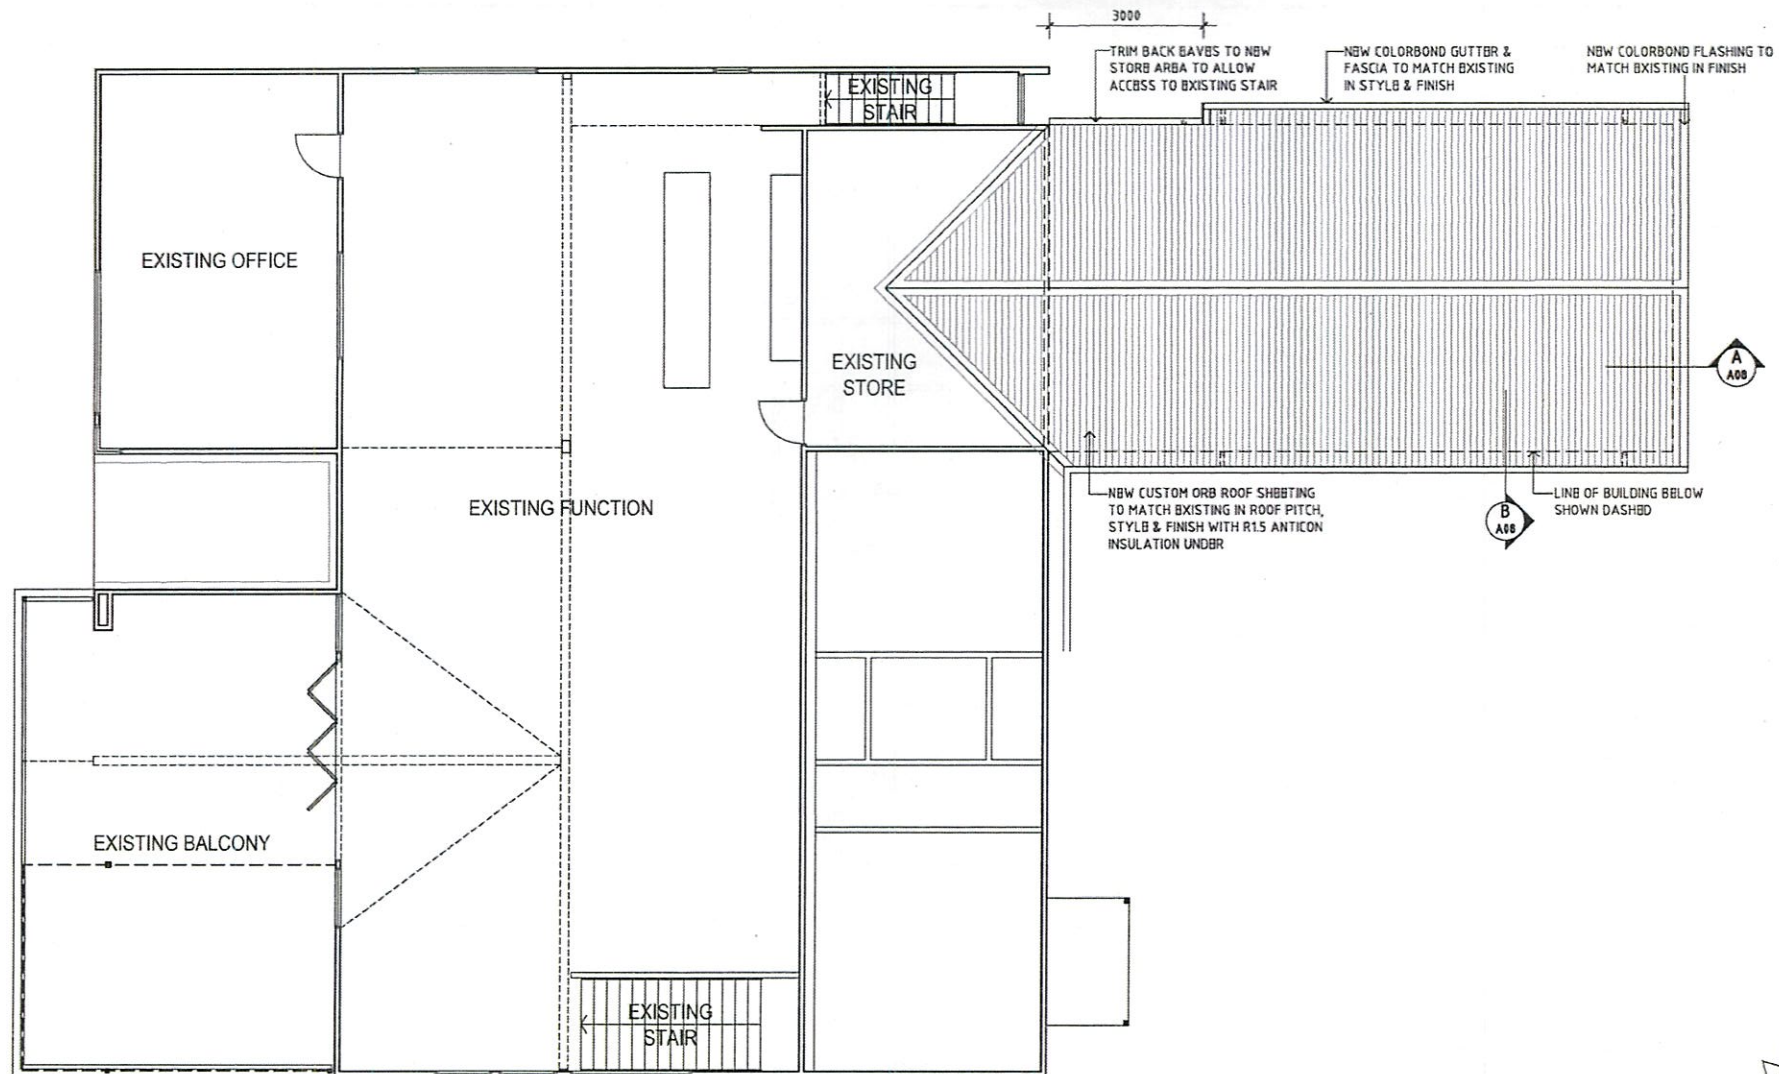 3000
TRIM BACK EAVES TO NEW
STORE AREA TO ALLOW
ACCESS TO EXISTING STAIR
NEW COLORBOND GUTTER &
FASCIA TO MATCH EXISTING
IN STYLE & FINISH
NEW COLORBOND FLASHING TO
MATCH EXISTING IN FINISH
EXISTING
STAIR
EXISTING OFFICE
EXISTING
STORE
A
A08
NEW CUSTOM ORB ROOF SHEETING
TO MATCH EXISTING IN ROOF PITCH,
STYLE & FINISH WITH R1.5 ANTICON
INSULATION UNDER
B
A08
LINE OF BUILDING BELOW
SHOWN DASHED
EXISTING FUNCTION
EXISTING BALCONY
EXISTING
STAIR